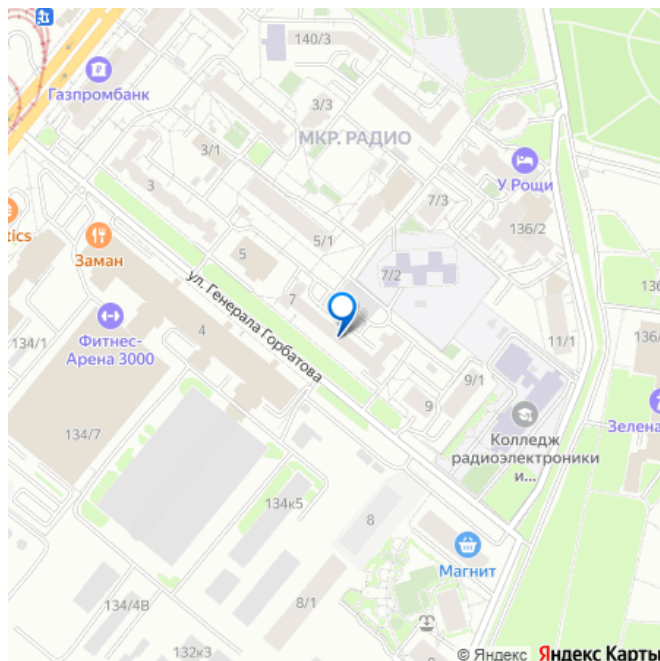 140/3
Газпромбанк
3/3
МКР. РАДИО
3/1
У Рощи
3
7/3
136/2
tics
5/1
Заман
5
7/2
136
ул. Генерала Горбатова
7
134/1
4
Фитнес-
Арена 3000
11/1
136/
9/1
9
Зелена
134/7
Колледж
радиоэлектроники
и...
134к5
8
Магнит
134/4В
8/1
132к3
© Яндекс Яндекс Карты